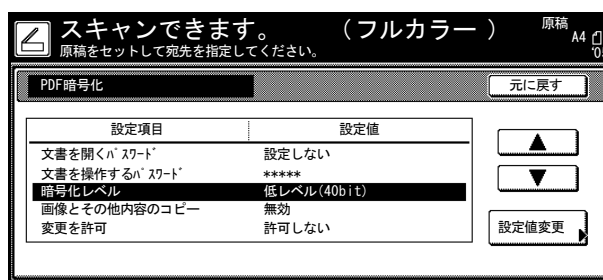 スキャンできます。 （フルカラー ） 原稿
原稿をセットして宛先を指定してください。 A4
PDF暗号化 元に戻す
設定項目 設定値
文書を開くﾊﾟｽﾜｰﾄﾞ 設定しない
文書を操作するﾊﾟｽﾜｰﾄﾞ *****
暗号化レベル 低レベル(40bit)
画像とその他内容のコピー 無効
変更を許可 許可しない
設定値変更